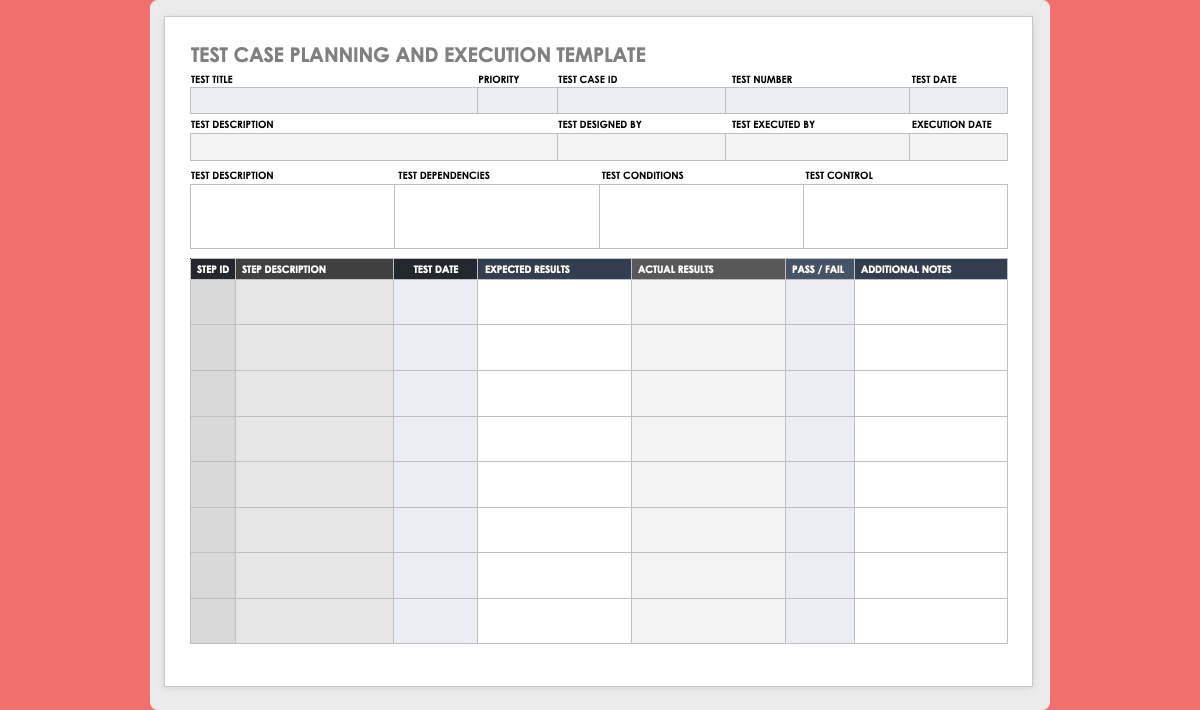 TEST CASE PLANNING AND EXECUTION TEMPLATE
TEST TITLE PRIORITY TEST CASE ID TEST NUMBER TEST DATE
TEST DESCRIPTION TEST DESIGNED BY TEST EXECUTED BY EXECUTION DATE
TEST DESCRIPTION TEST DEPENDENCIES TEST CONDITIONS TEST CONTROL
STEP ID STEP DESCRIPTION TEST DATE EXPECTED RESULTS ACTUAL RESULTS PASS / FAIL ADDITIONAL NOTES